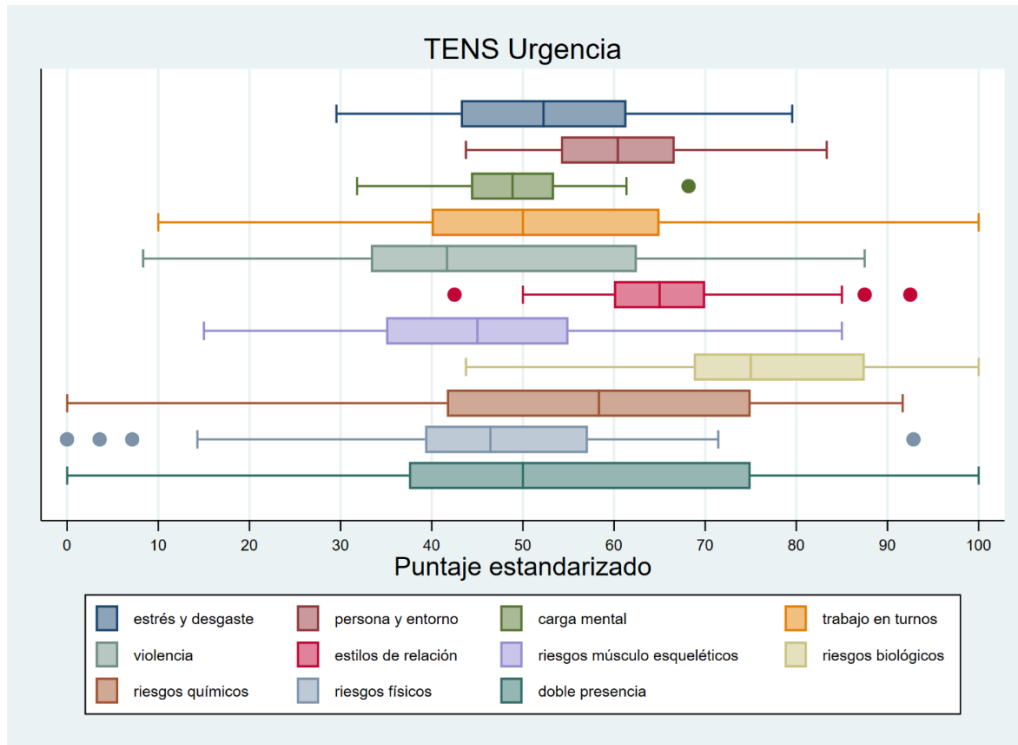 TENS Urgencia
0 10 20 30 40 50 60 70 80 90 100
Puntaje estandarizado
estrés y desgaste persona y entorno carga mental trabajo en turnos
violencia estilos de relación riesgos músculo esqueléticos riesgos biológicos
riesgos químicos riesgos físicos doble presencia